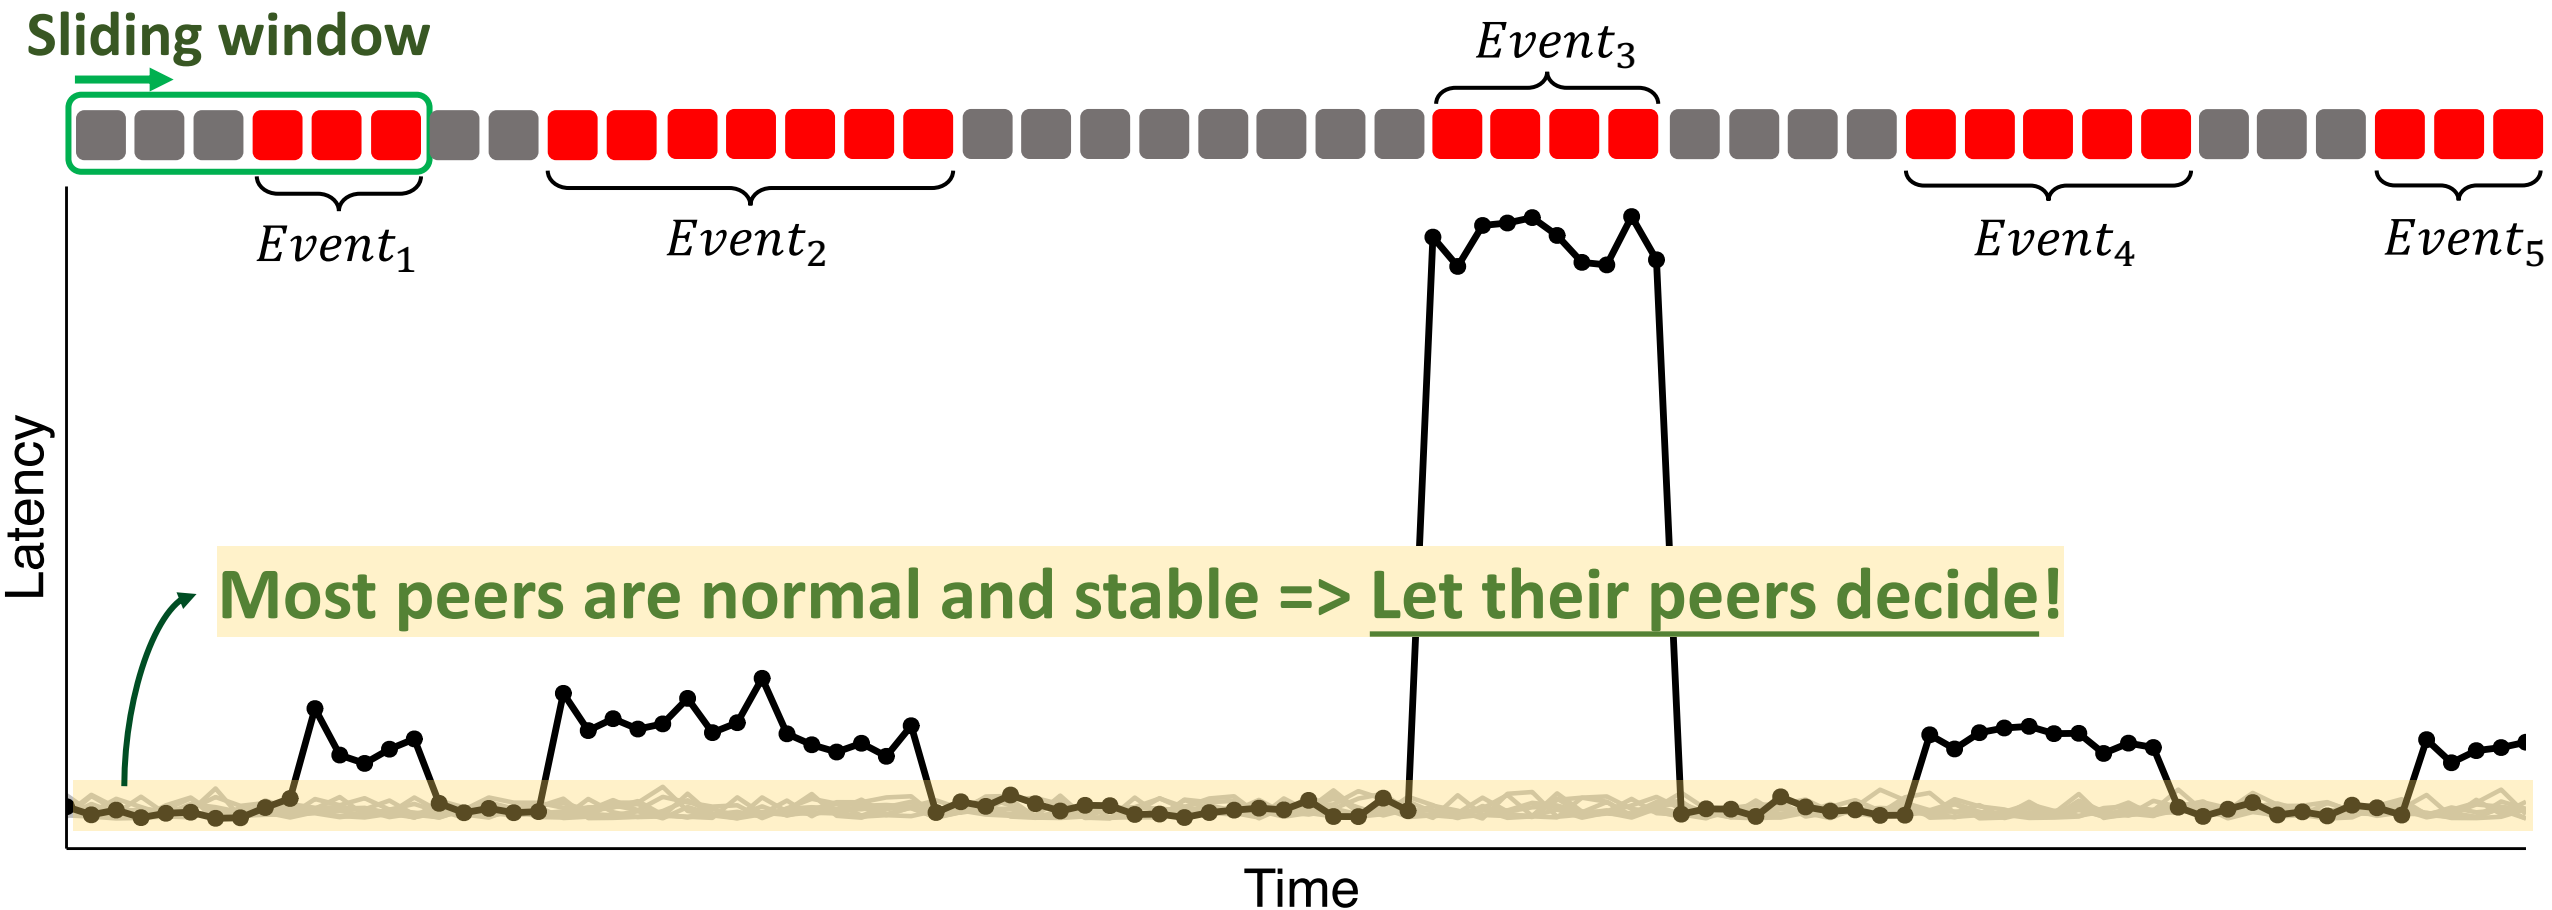 Sliding window
Event₃
Event₁
Event₂
Event₄
Event₅
Latency
Most peers are normal and stable => Let their peers decide!
Time